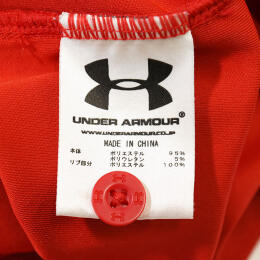 UNDER ARMOUR
WWW.UNDERARMOUR.CO.JP
MADE IN CHINA
本体 ポリエステル 95%
ポリウレタン 5%
リブ部分 ポリエステル 100%